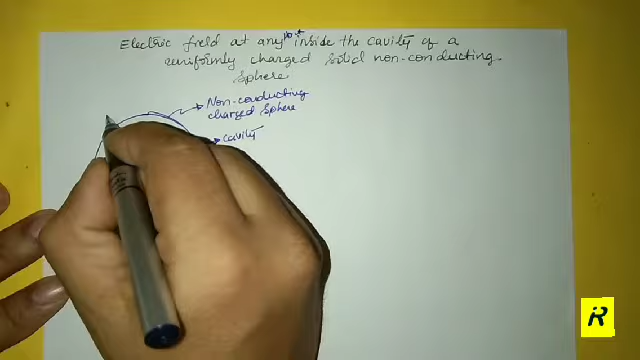 Electric field at any pt inside the cavity of a
uniformly charged solid non-conducting
sphere
Non-conducting
charged sphere
cavity
R